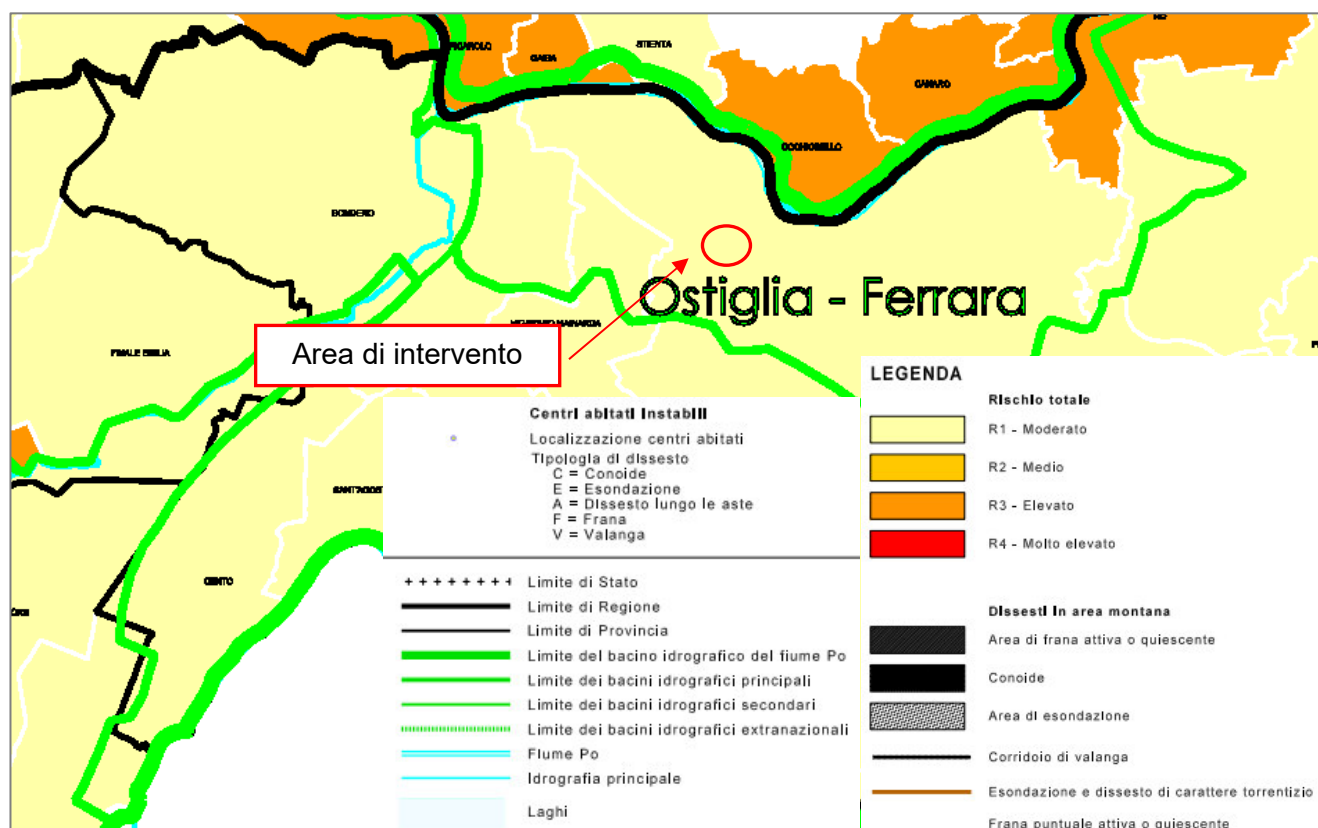 FICAROLO
GAIBA
STIENTA
CANARO
OCCHIOBELLO
BONDENO
Ostiglia - Ferrara
VIGARANO MAINARDA
Area di intervento
FINALE EMILIA
SANT'AGOST
CENTO
LEGENDA
Rischio totale
R1 - Moderato
R2 - Medio
R3 - Elevato
R4 - Molto elevato
Dissesti in area montana
Area di frana attiva o quiescente
Conoide
Area di esondazione
Corridoio di valanga
Esondazione e dissesto di carattere torrentizio
Frana puntuale attiva o quiescente
Centri abitati instabili
Localizzazione centri abitati
Tipologia di dissesto
C = Conoide
E = Esondazione
A = Dissesto lungo le aste
F = Frana
V = Valanga
Limite di Stato
Limite di Regione
Limite di Provincia
Limite del bacino idrografico del fiume Po
Limite dei bacini idrografici principali
Limite dei bacini idrografici secondari
Limite dei bacini idrografici extranazionali
Fiume Po
Idrografia principale
Laghi